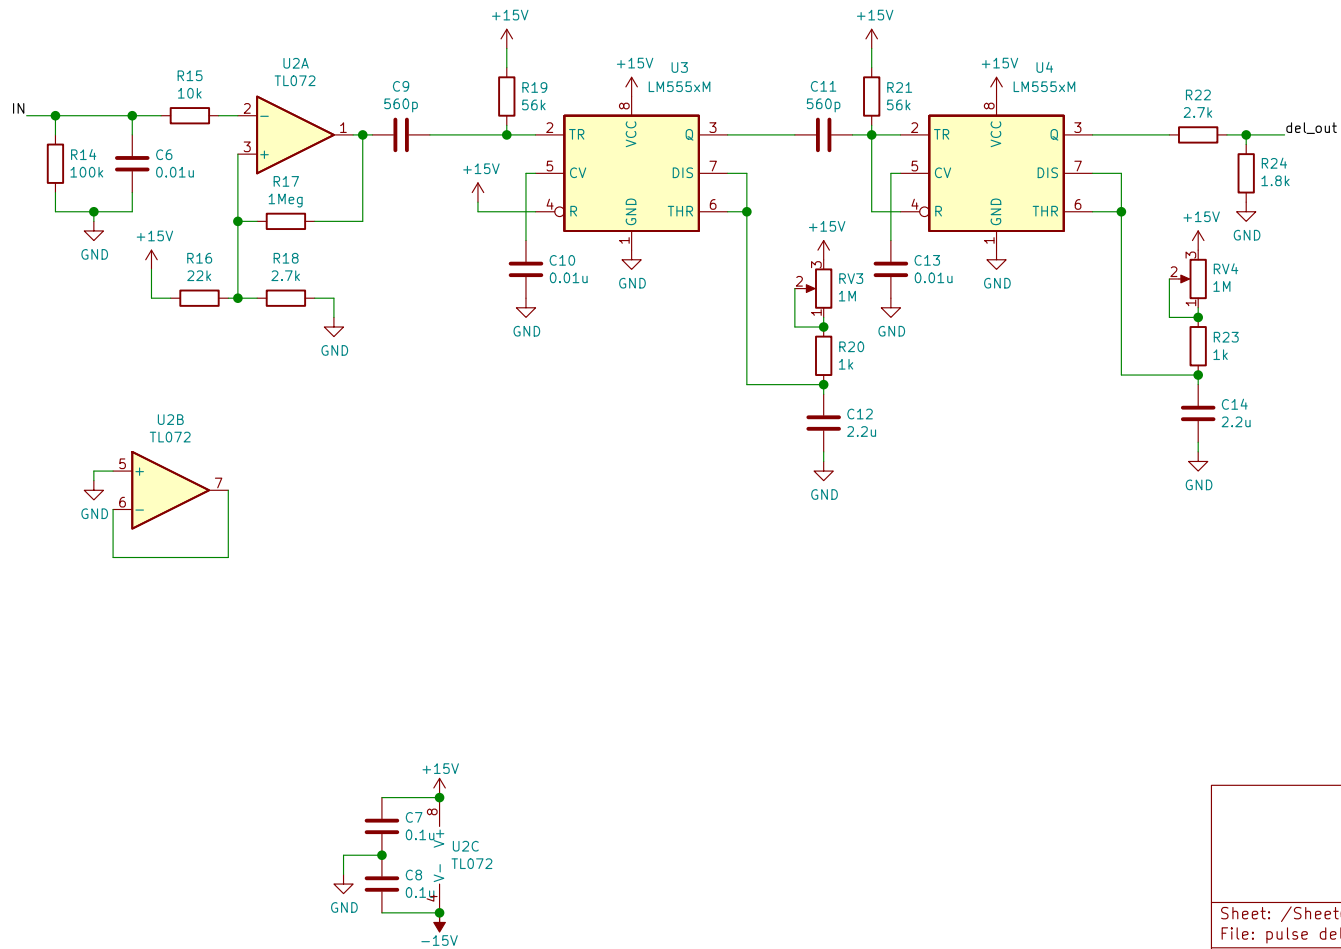 +15V
+15V
U2A
TL072
R15
10k
C9
560p
R19
56k
+15V
U3
LM555xM
C11
560p
R21
56k
+15V
U4
LM555xM
R22
2.7k
IN
2
−
1
3
+
R14
100k
C6
0.01u
R17
1Meg
+15V
8
VCC
2
TR
Q
3
5
CV
DIS
7
4
R
THR
6
GND
1
GND
8
VCC
2
TR
Q
3
5
CV
DIS
7
4
R
THR
6
GND
1
GND
del_out
R24
1.8k
GND
GND
+15V
R16
22k
R18
2.7k
GND
C10
0.01u
GND
+15V
3
2
1
RV3
1M
C13
0.01u
GND
+15V
3
2
1
RV4
1M
R20
1k
R23
1k
C12
2.2u
GND
C14
2.2u
GND
U2B
TL072
5
+
7
6
−
GND
+15V
8
V+
C7
0.1u
U2C
TL072
V-
4
C8
0.1u
GND
-15V
Sheet: /Sheet
File: pulse de